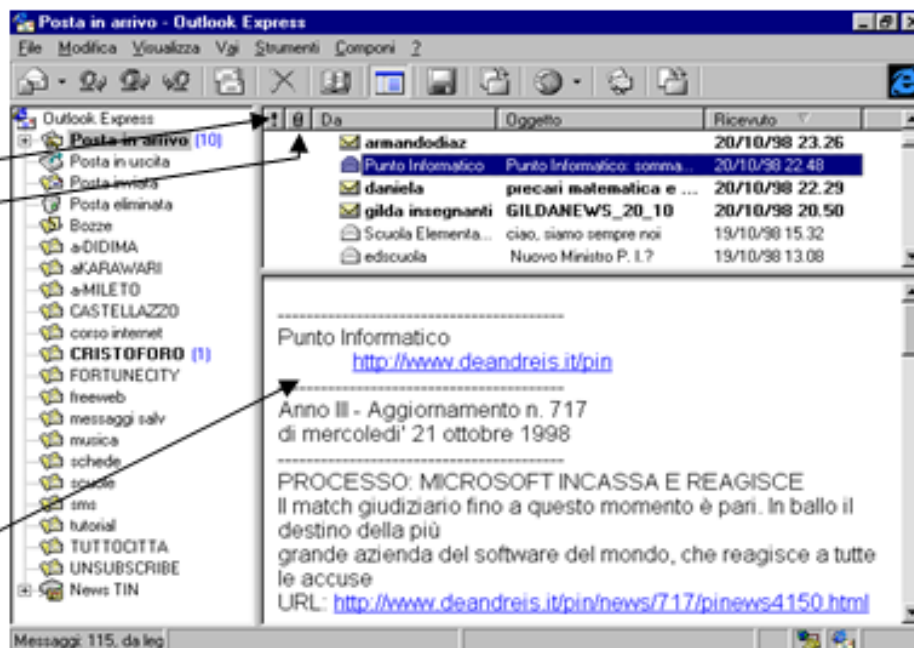 Posta in arrivo - Outlook Express
File Modifica Visualizza Vai Strumenti Componi ?
Outlook Express
Posta in arrivo (10)
Posta in uscita
Posta inviata
Posta eliminata
Bozze
a-DIDIMA
aKARAWARI
a-MILETO
CASTELLAZZO
corso internet
CRISTOFORO (1)
FORTUNECITY
freeweb
messaggi salv
musica
schede
scuole
sms
tutorial
TUTTOCITTA
UNSUBSCRIBE
News TIN
! Da Oggetto Ricevuto
armandodiaz 20/10/98 23.26
Punto Informatico Punto Informatico: somma... 20/10/98 22.48
daniela precari matematica e ... 20/10/98 22.29
gilda insegnanti GILDANEWS_20_10 20/10/98 20.50
Scuola Elementa... ciao, siamo sempre noi 19/10/98 15.32
edscuola Nuovo Ministro P. I.? 19/10/98 13.08
----------------------------------------
Punto Informatico
http://www.deandreis.it/pin
----------------------------------------
Anno III - Aggiornamento n. 717
di mercoledi' 21 ottobre 1998
----------------------------------------
PROCESSO: MICROSOFT INCASSA E REAGISCE
Il match giudiziario fino a questo momento è pari. In ballo il
destino della più
grande azienda del software del mondo, che reagisce a tutte
le accuse
URL: http://www.deandreis.it/pin/news/717/pinews4150.html
Messaggi: 115, da leg